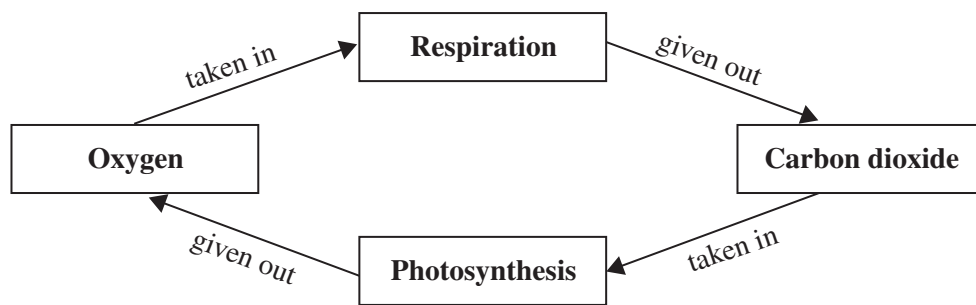 Respiration
taken in
given out
Oxygen
Carbon dioxide
given out
taken in
Photosynthesis